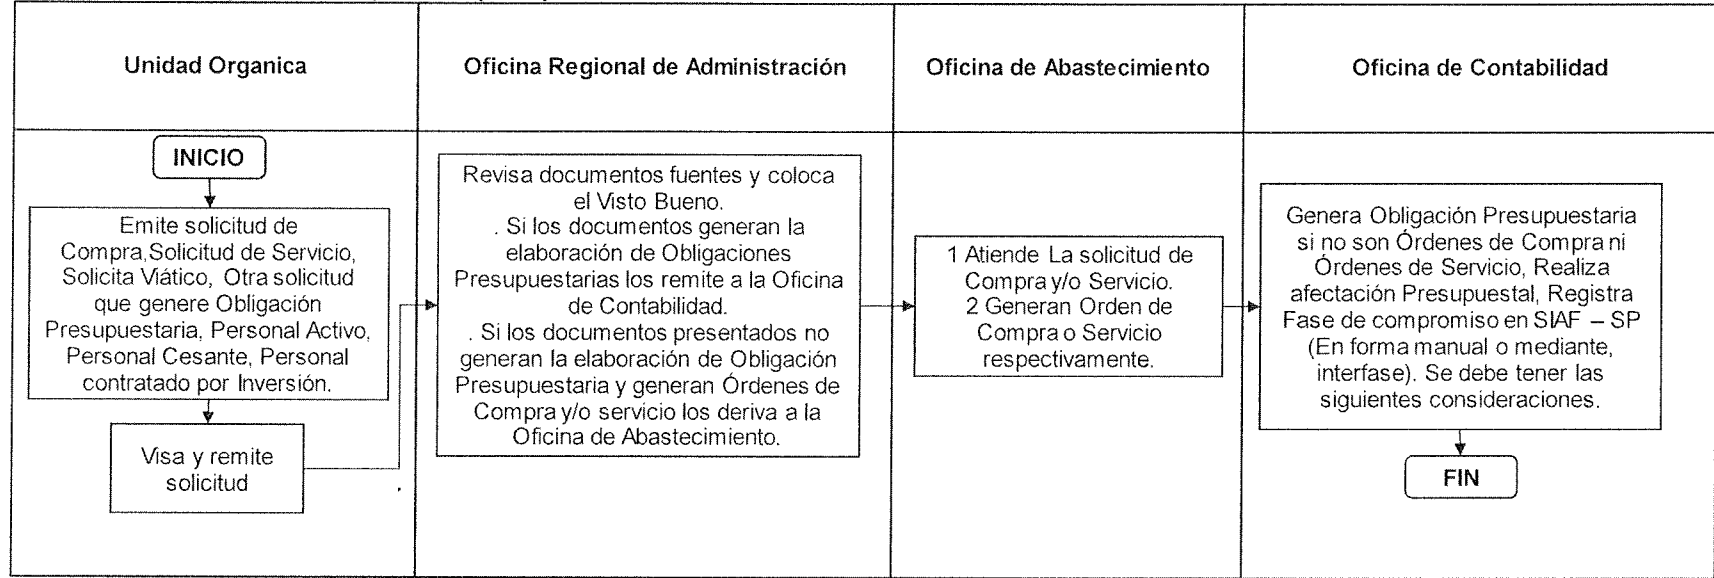 Unidad Organica
Oficina Regional de Administración
Oficina de Abastecimiento
Oficina de Contabilidad
INICIO
Emite solicitud de
Compra,Solicitud de Servicio,
Solicita Viático, Otra solicitud
que genere Obligación
Presupuestaria, Personal Activo,
Personal Cesante, Personal
contratado por Inversión.
Visa y remite
solicitud
Revisa documentos fuentes y coloca
el Visto Bueno.
. Si los documentos generan la
elaboración de Obligaciones
Presupuestarias los remite a la Oficina
de Contabilidad.
. Si los documentos presentados no
generan la elaboración de Obligación
Presupuestaria y generan Órdenes de
Compra y/o servicio los deriva a la
Oficina de Abastecimiento.
1 Atiende La solicitud de
Compra y/o Servicio.
2 Generan Orden de
Compra o Servicio
respectivamente.
Genera Obligación Presupuestaria
si no son Órdenes de Compra ni
Órdenes de Servicio, Realiza
afectación Presupuestal, Registra
Fase de compromiso en SIAF – SP
(En forma manual o mediante,
interfase). Se debe tener las
siguientes consideraciones.
FIN